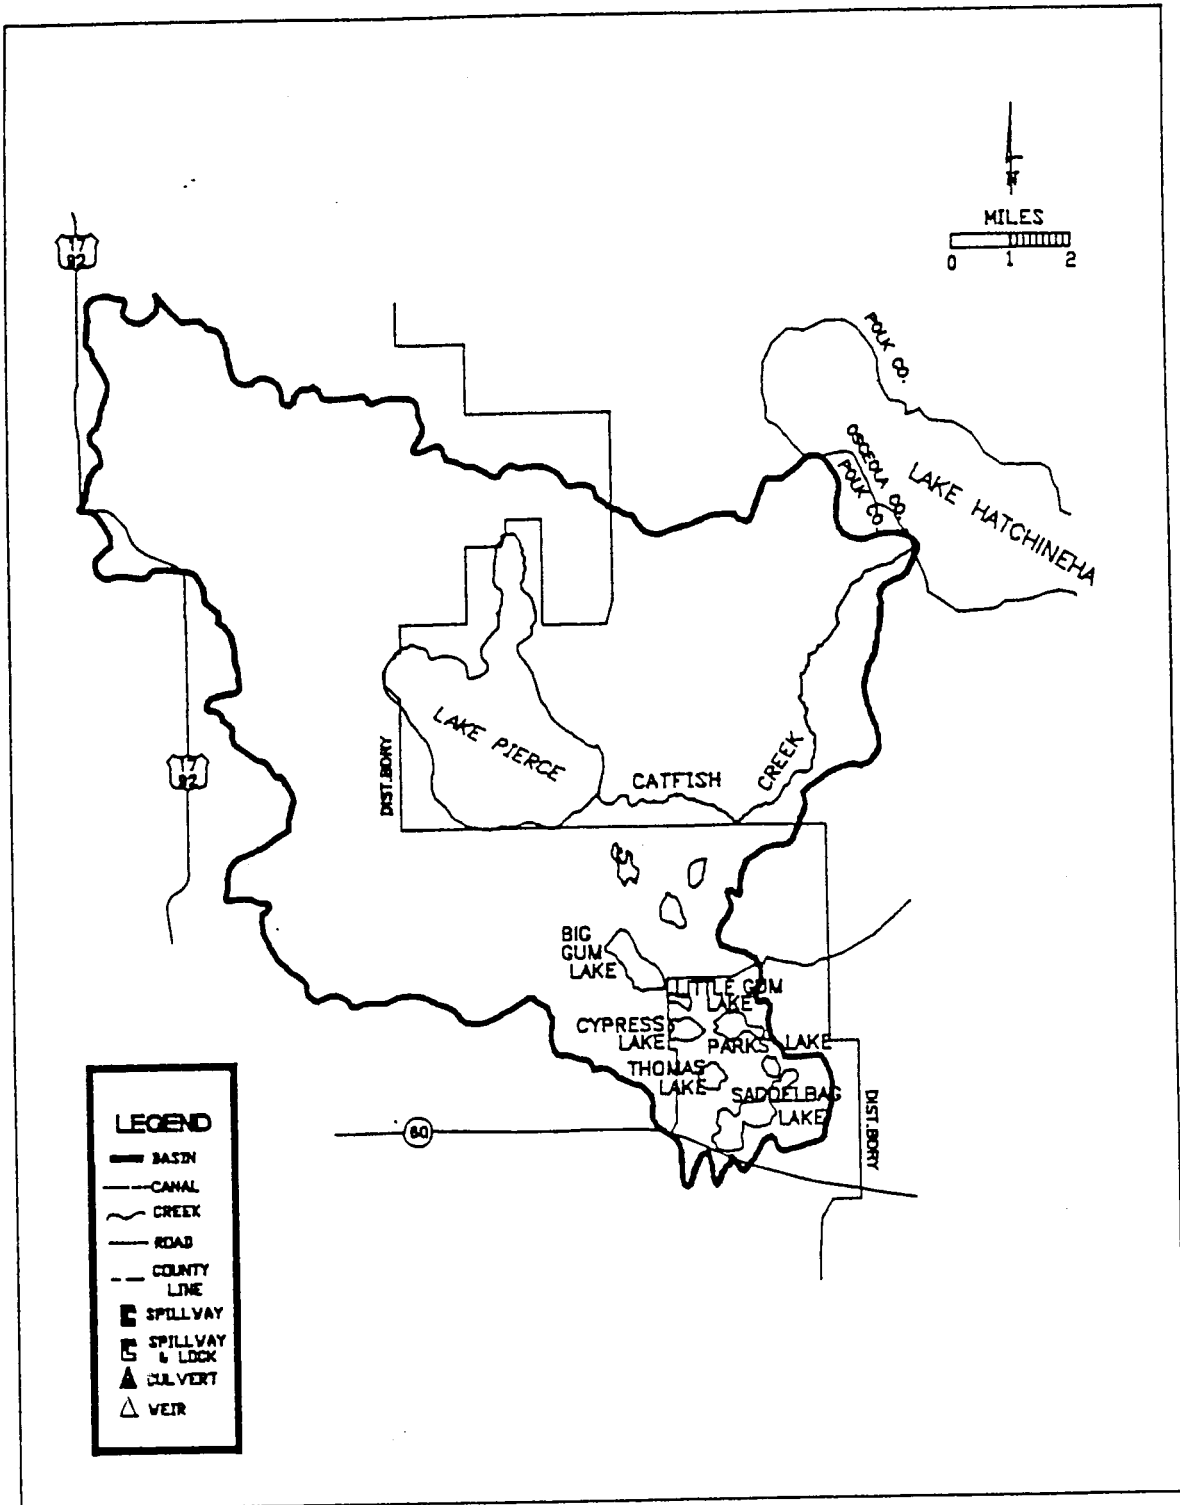 N
MILES
0 1 2
17
92
POLK CO.
OSCEOLA CO.
POLK CO
LAKE HATCHINEHA
LAKE PIERCE
17
92
DIST.BDRY
CATFISH
CREEK
BIG
GUM
LAKE
LITTLE GUM
LAKE
CYPRESS
LAKE
PARKS LAKE
THOMAS
LAKE
SADDELBAG
LAKE
DIST.BDRY
60
LEGEND
BASIN
CANAL
CREEK
ROAD
COUNTY
LINE
SPILLWAY
SPILLWAY
& LOCK
CULVERT
WEIR